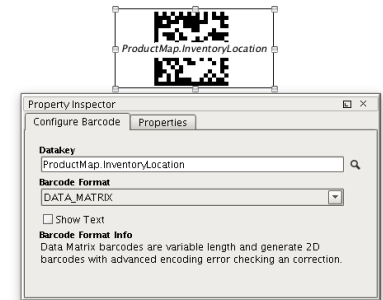 ProductMap.InventoryLocation
Property Inspector
Configure Barcode Properties
Datakey
ProductMap.InventoryLocation
Barcode Format
DATA_MATRIX
Show Text
Barcode Format Info
Data Matrix barcodes are variable length and generate 2D
barcodes with advanced encoding error checking an correction.